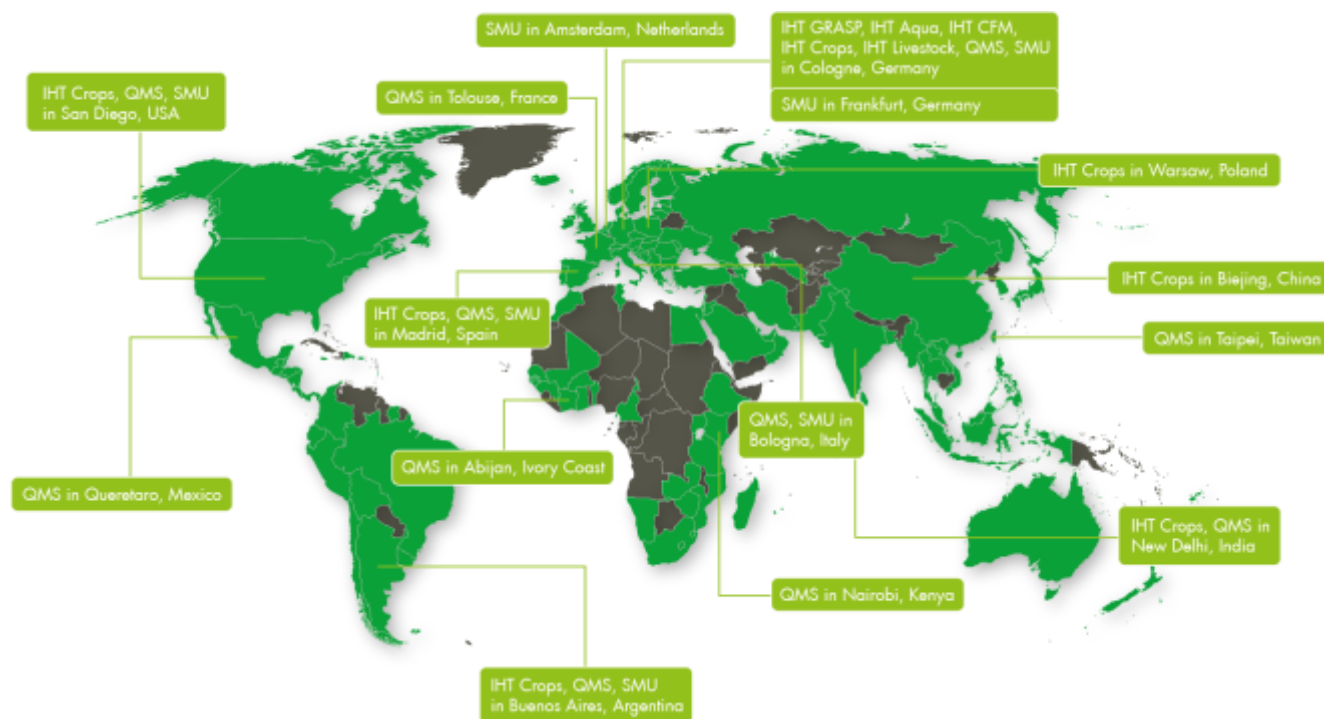 SMU in Amsterdam, Netherlands
IHT GRASP, IHT Aqua, IHT CFM,
IHT Crops, IHT Livestock, QMS, SMU
in Cologne, Germany
SMU in Frankfurt, Germany
IHT Crops, QMS, SMU
in San Diego, USA
QMS in Tolouse, France
IHT Crops in Warsaw, Poland
IHT Crops in Biejing, China
IHT Crops, QMS, SMU
in Madrid, Spain
QMS in Taipei, Taiwan
QMS, SMU in
Bologna, Italy
QMS in Abijan, Ivory Coast
QMS in Queretaro, Mexico
IHT Crops, QMS in
New Delhi, India
QMS in Nairobi, Kenya
IHT Crops, QMS, SMU
in Buenos Aires, Argentina